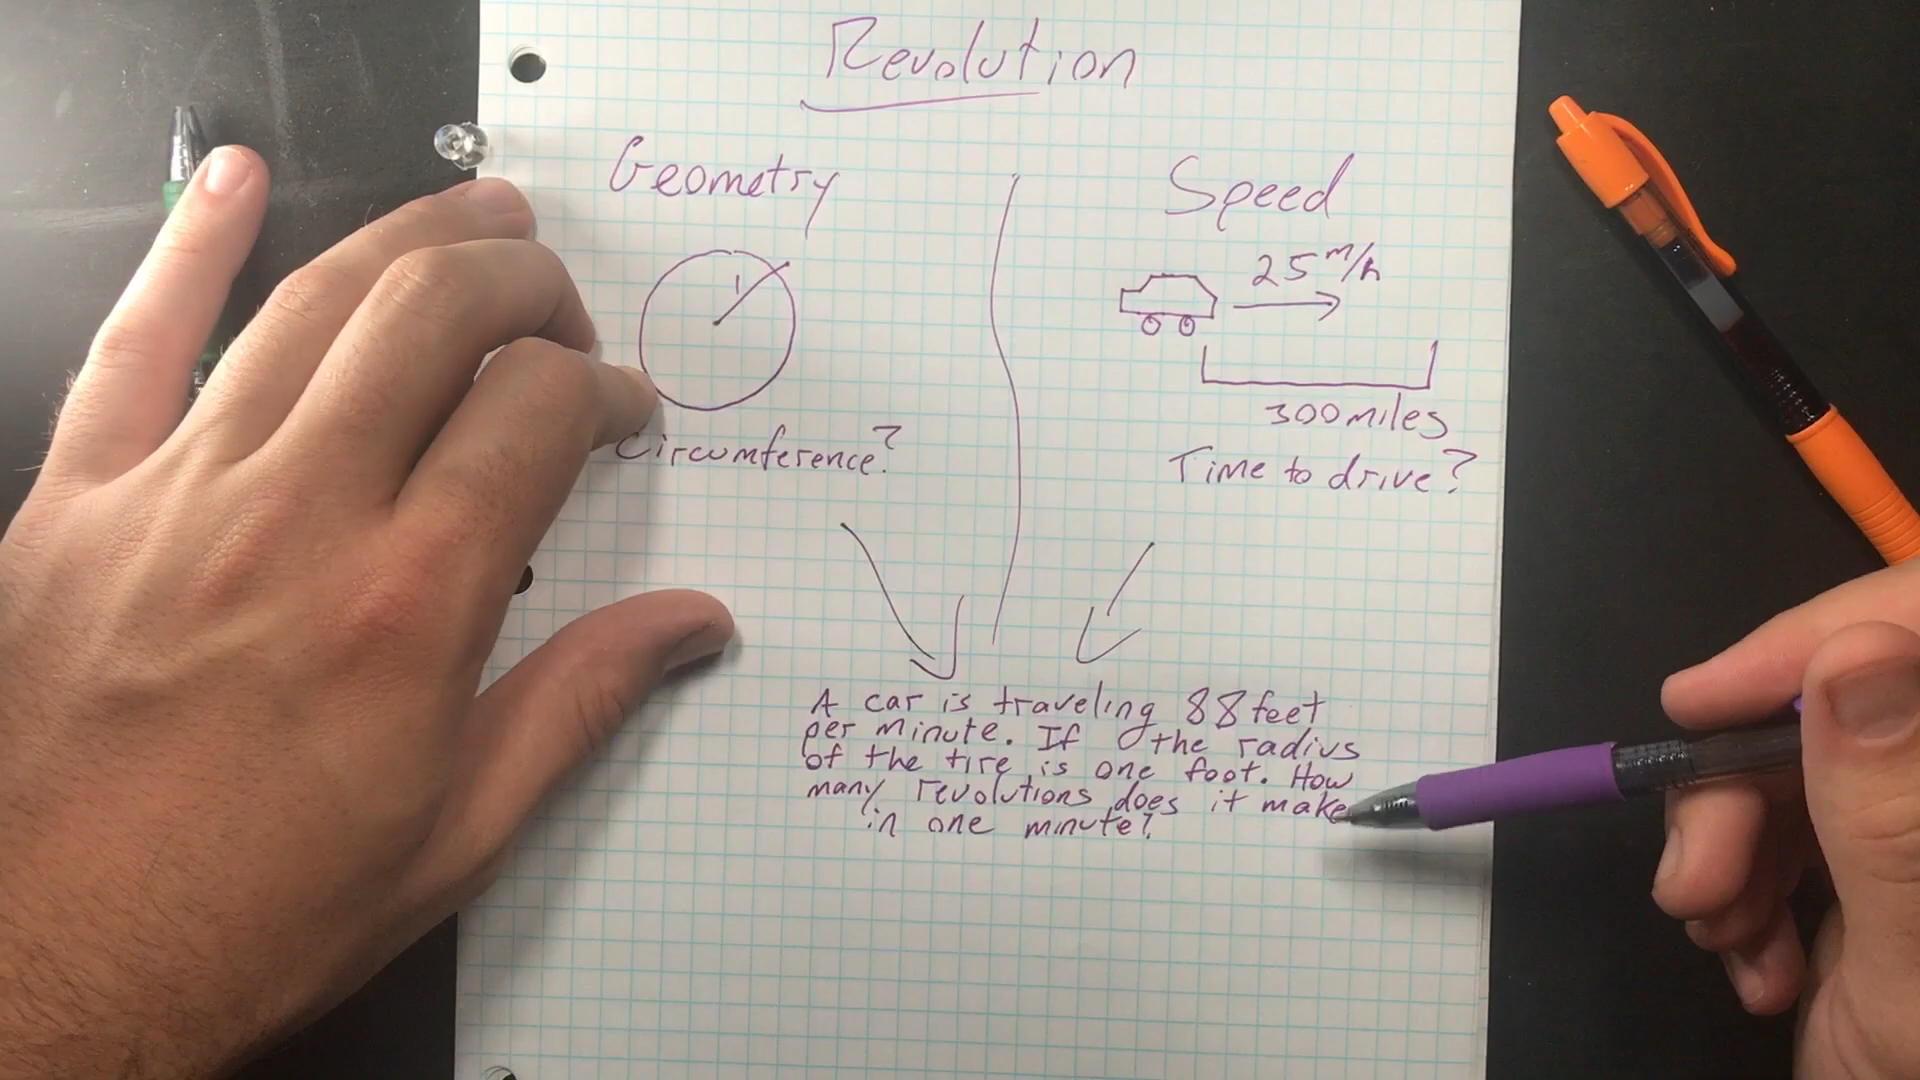 Revolution
Geometry
1
Circumference?
Speed
25 m/h
300 miles
Time to drive?
A car is traveling 88 feet
per minute. If the radius
of the tire is one foot. How
many revolutions does it make
in one minute?